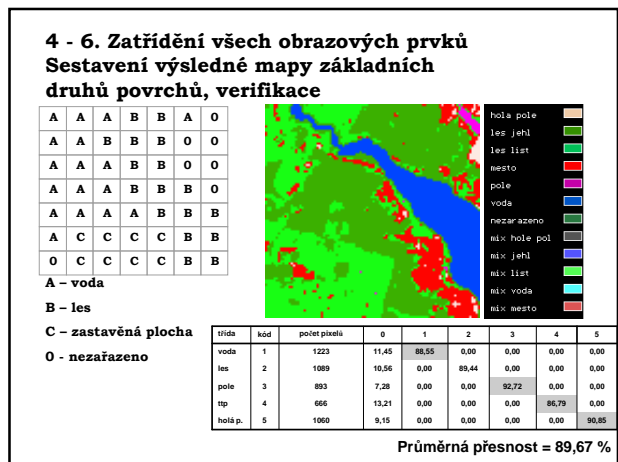 4 - 6. Zatřídění všech obrazových prvků
Sestavení výsledné mapy základních
druhů povrchů, verifikace
A A A B B A 0
A A B B B 0 0
A A A B B 0 0
A A A B B B 0
A A A A B B B
A C C C C B B
0 C C C C B B
A – voda
B – les
C – zastavěná plocha
0 - nezařazeno
hola pole
les jehl
les list
mesto
pole
voda
nezarazeno
mix hole pol
mix jehl
mix list
mix voda
mix mesto
třída kód počet pixelů 0 1 2 3 4 5
voda 1 1223 11,45 88,55 0,00 0,00 0,00 0,00
les 2 1089 10,56 0,00 89,44 0,00 0,00 0,00
pole 3 893 7,28 0,00 0,00 92,72 0,00 0,00
ttp 4 666 13,21 0,00 0,00 0,00 86,79 0,00
holá p. 5 1060 9,15 0,00 0,00 0,00 0,00 90,85
Průměrná přesnost = 89,67 %